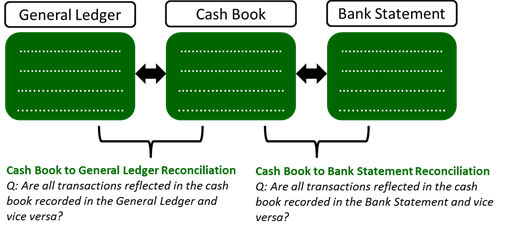 General Ledger
Cash Book
Bank Statement
Cash Book to General Ledger Reconciliation
Q: Are all transactions reflected in the cash
book recorded in the General Ledger and
vice versa?
Cash Book to Bank Statement Reconciliation
Q: Are all transactions reflected in the cash
book recorded in the Bank Statement and vice
versa?